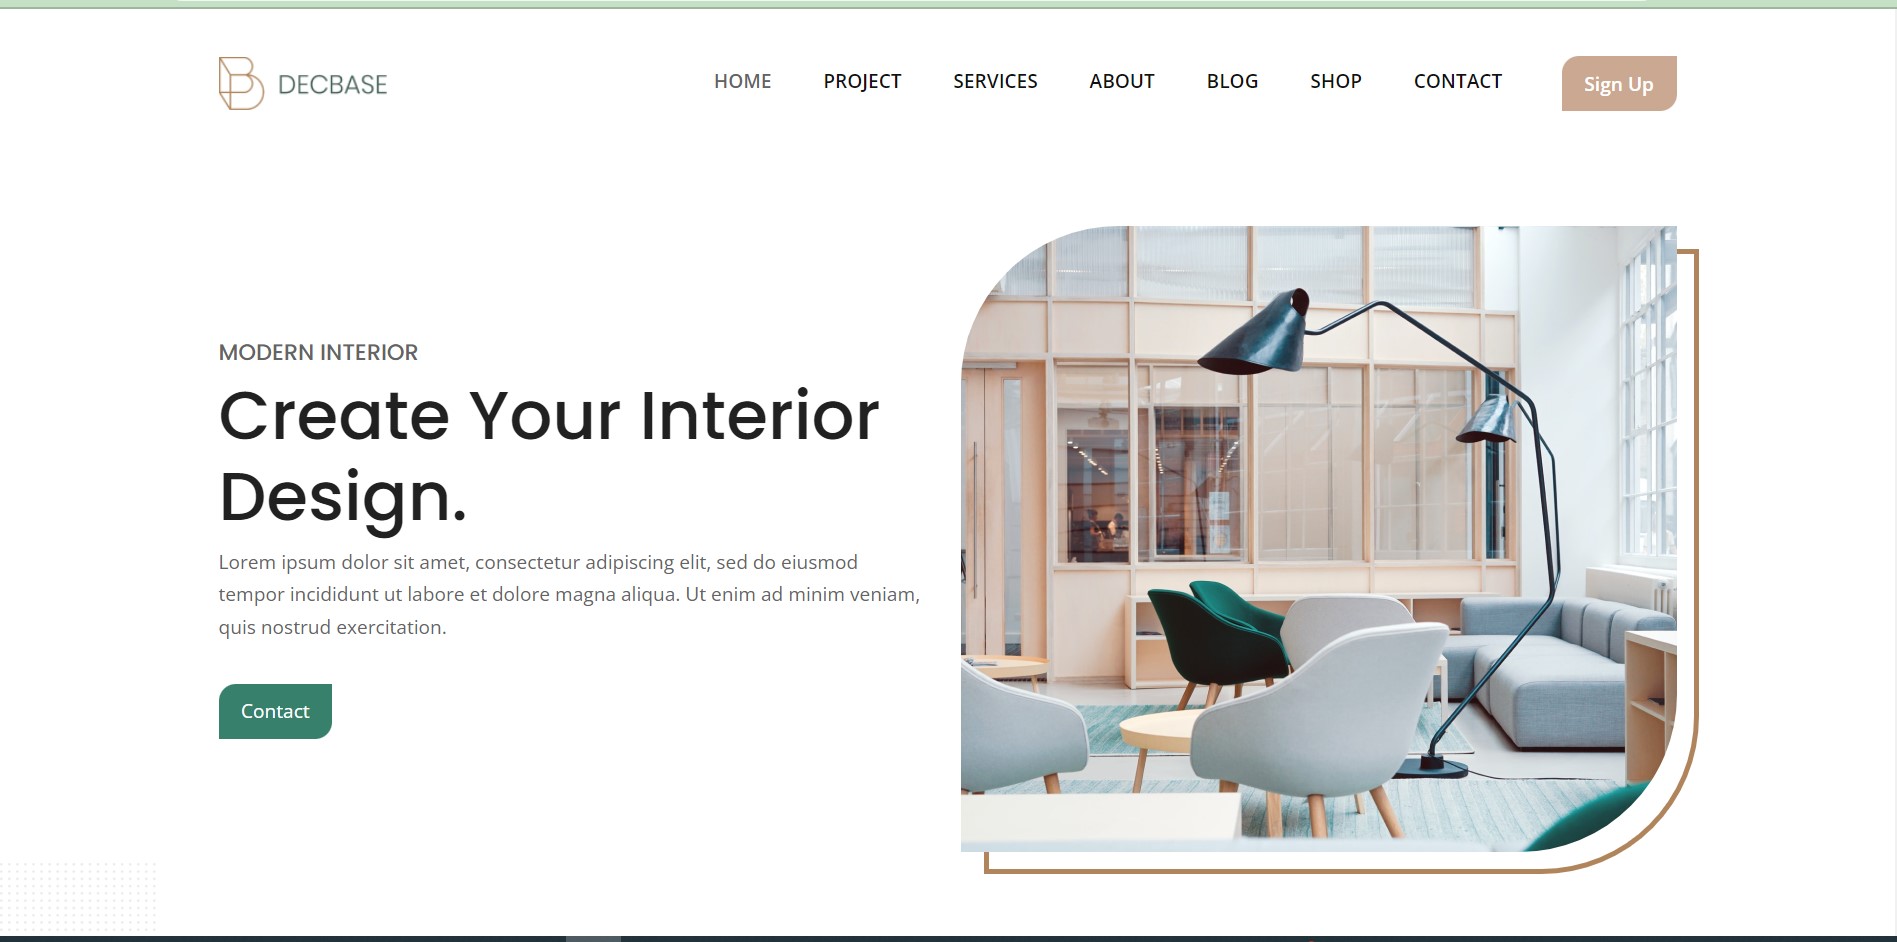 DECBASE
HOME PROJECT SERVICES ABOUT BLOG SHOP CONTACT Sign Up
MODERN INTERIOR
Create Your Interior
Design.
Lorem ipsum dolor sit amet, consectetur adipiscing elit, sed do eiusmod
tempor incididunt ut labore et dolore magna aliqua. Ut enim ad minim veniam,
quis nostrud exercitation.
Contact